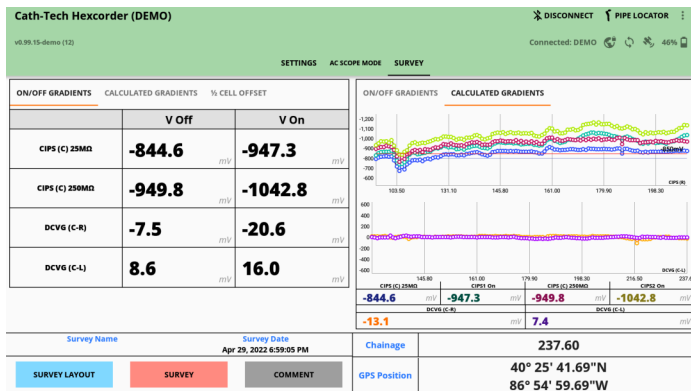 Cath-Tech Hexcorder (DEMO)
DISCONNECT
PIPE LOCATOR
v0.99.15-demo (12)
Connected: DEMO
46%
SETTINGS
AC SCOPE MODE
SURVEY
ON/OFF GRADIENTS
CALCULATED GRADIENTS
½ CELL OFFSET
V Off
V On
CIPS (C) 25MΩ
-844.6 mV
-947.3 mV
CIPS (C) 250MΩ
-949.8 mV
-1042.8 mV
DCVG (C-R)
-7.5 mV
-20.6 mV
DCVG (C-L)
8.6 mV
16.0 mV
ON/OFF GRADIENTS
CALCULATED GRADIENTS
-1,200
-1,100
-1,000
-900
-800
-700
-600
-850mV
103.50 131.10 145.80 161.00 179.90 198.30
CIPS (R)
600
400
200
0
-200
-400
-600
DCVG (C-L)
145.80 161.00 179.90 198.30 216.50 237.6
CIPS (C) 25MΩ CIPS1 On CIPS (C) 250MΩ CIPS2 On
-844.6 mV -947.3 mV -949.8 mV -1042.8 mV
DCVG (C-R) DCVG (C-L)
-13.1 mV 7.4 mV
Survey Name
Survey Date
Apr 29, 2022 6:59:05 PM
Chainage
237.60
SURVEY LAYOUT
SURVEY
COMMENT
GPS Position
40° 25' 41.69"N
86° 54' 59.69"W